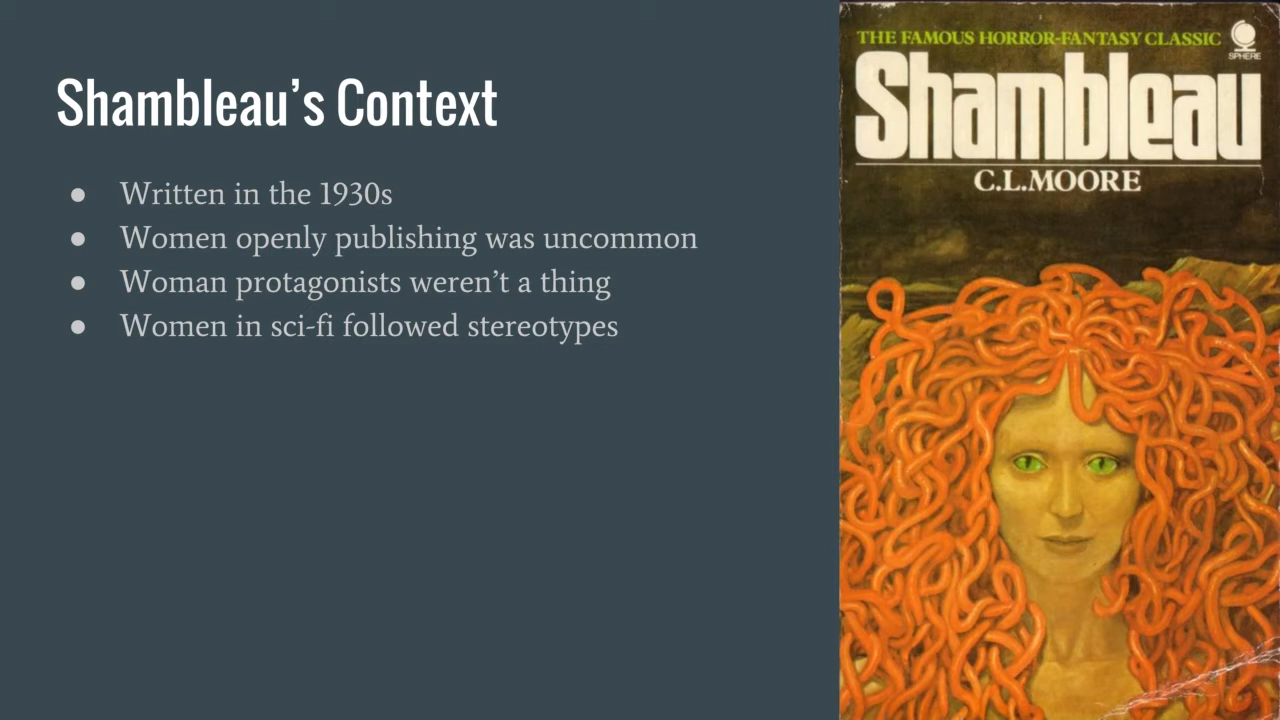 Shambleau’s Context
● Written in the 1930s
● Women openly publishing was uncommon
● Woman protagonists weren’t a thing
● Women in sci-fi followed stereotypes
THE FAMOUS HORROR-FANTASY CLASSIC
SPHERE
Shambleau
C.L.MOORE